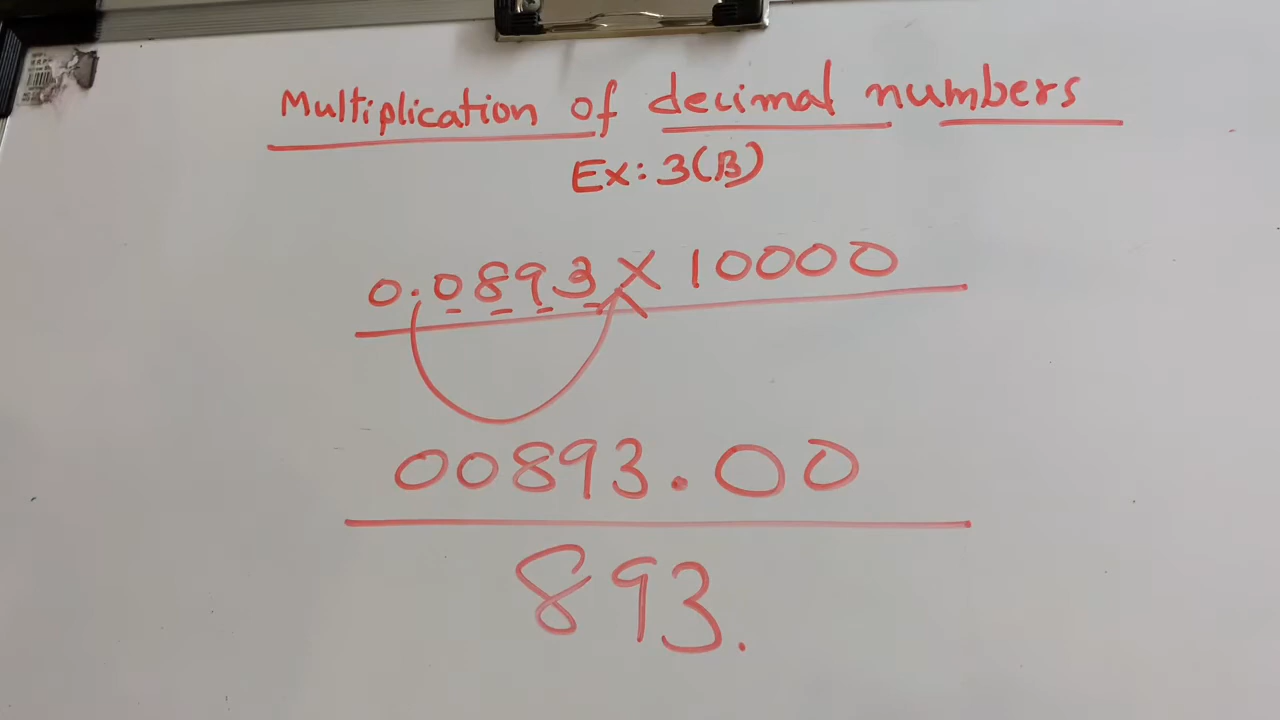 Multiplication of decimal numbers
Ex: 3(B)
0.0893 X 10000
00893.00
893.